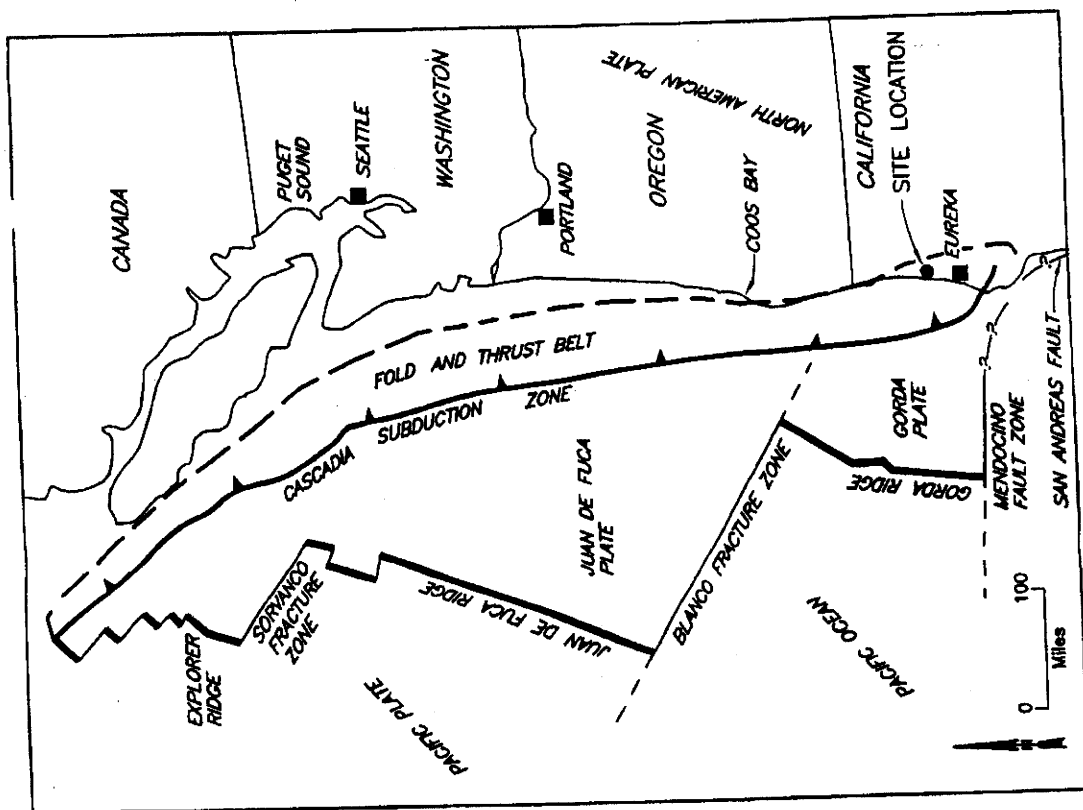 CANADA
PUGET
SOUND
SEATTLE
WASHINGTON
PORTLAND
OREGON
NORTH AMERICAN PLATE
COOS BAY
CALIFORNIA
SITE LOCATION
EUREKA
FOLD AND THRUST BELT
CASCADIA SUBDUCTION ZONE
EXPLORER
RIDGE
SORVANCO
FRACTURE
ZONE
JUAN DE FUCA RIDGE
JUAN DE FUCA
PLATE
BLANCO FRACTURE ZONE
GORDA RIDGE
GORDA
PLATE
MENDOCINO
FAULT ZONE
SAN ANDREAS FAULT
PACIFIC PLATE
PACIFIC OCEAN
?
?
?
?
0
100
Miles
N